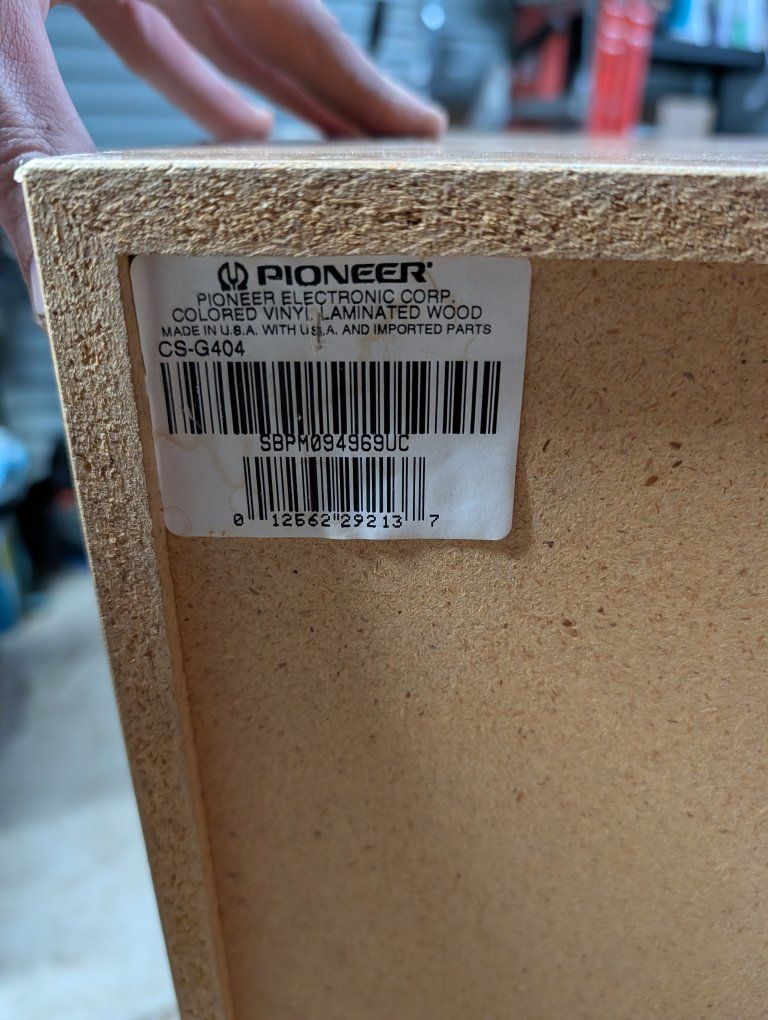 PIONEER®
PIONEER ELECTRONIC CORP.
COLORED VINYL LAMINATED WOOD
MADE IN U.S.A. WITH U.S.A. AND IMPORTED PARTS
CS-G404
SBPM094969UC
0 12562 29213 7